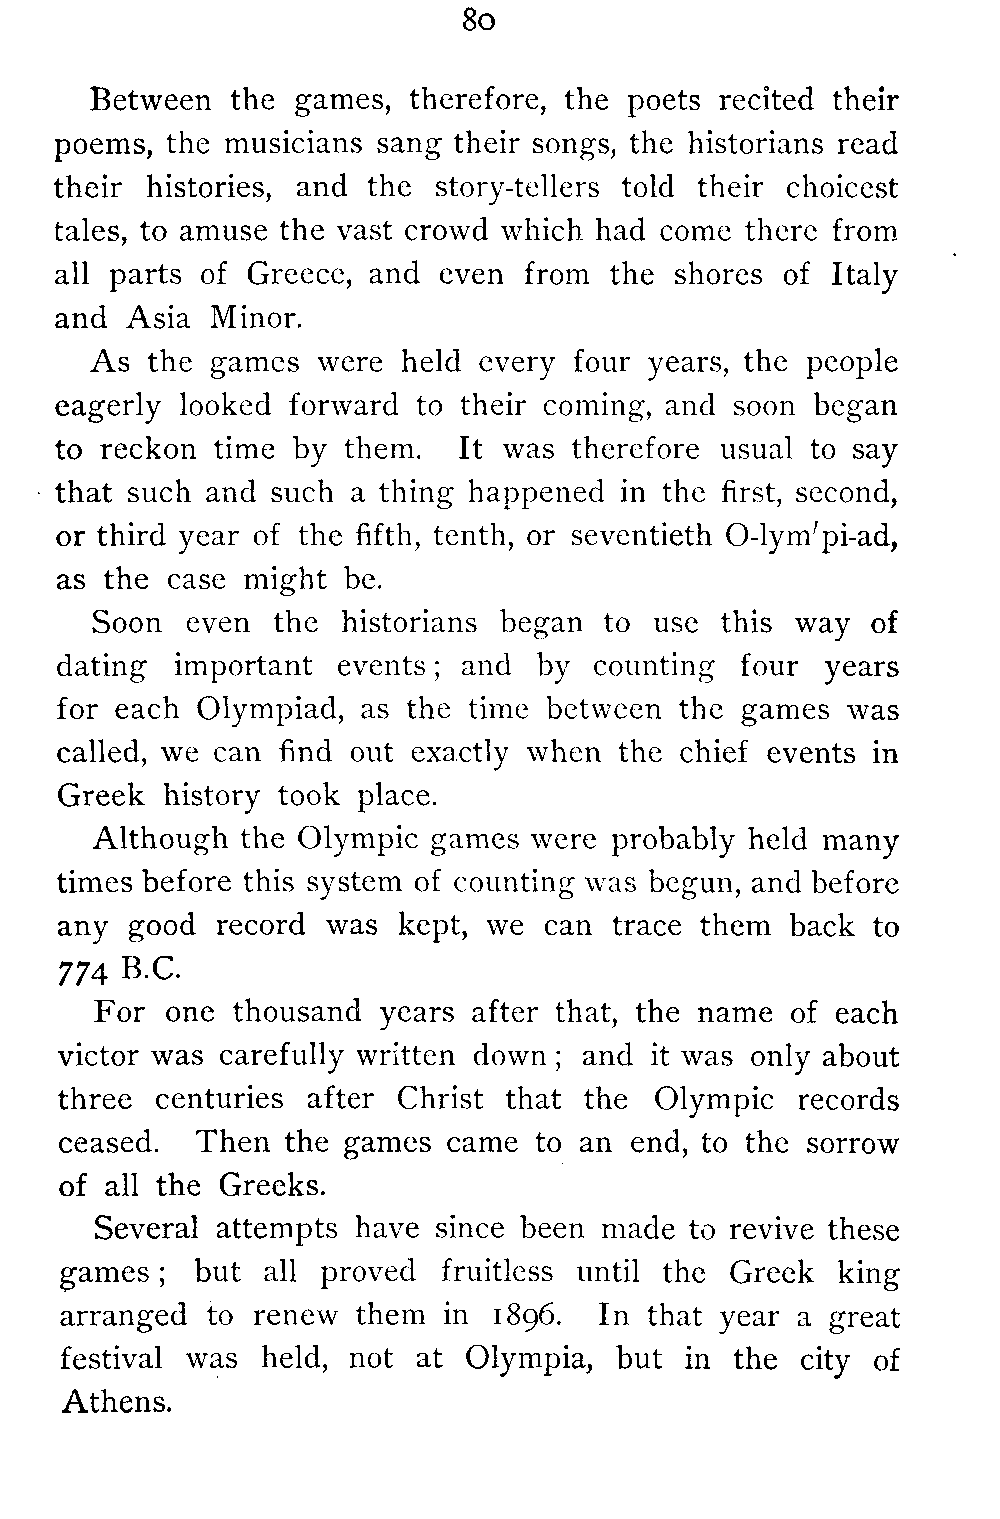 80
Between the games, therefore, the poets recited their
poems, the musicians sang their songs, the historians read
their histories, and the story-tellers told their choicest
tales, to amuse the vast crowd which had come there from
all parts of Greece, and even from the shores of Italy
and Asia Minor.
As the games were held every four years, the people
eagerly looked forward to their coming, and soon began
to reckon time by them. It was therefore usual to say
that such and such a thing happened in the first, second,
or third year of the fifth, tenth, or seventieth O-lym′pi-ad,
as the case might be.
Soon even the historians began to use this way of
dating important events; and by counting four years
for each Olympiad, as the time between the games was
called, we can find out exactly when the chief events in
Greek history took place.
Although the Olympic games were probably held many
times before this system of counting was begun, and before
any good record was kept, we can trace them back to
774 B.C.
For one thousand years after that, the name of each
victor was carefully written down; and it was only about
three centuries after Christ that the Olympic records
ceased. Then the games came to an end, to the sorrow
of all the Greeks.
Several attempts have since been made to revive these
games; but all proved fruitless until the Greek king
arranged to renew them in 1896. In that year a great
festival was held, not at Olympia, but in the city of
Athens.